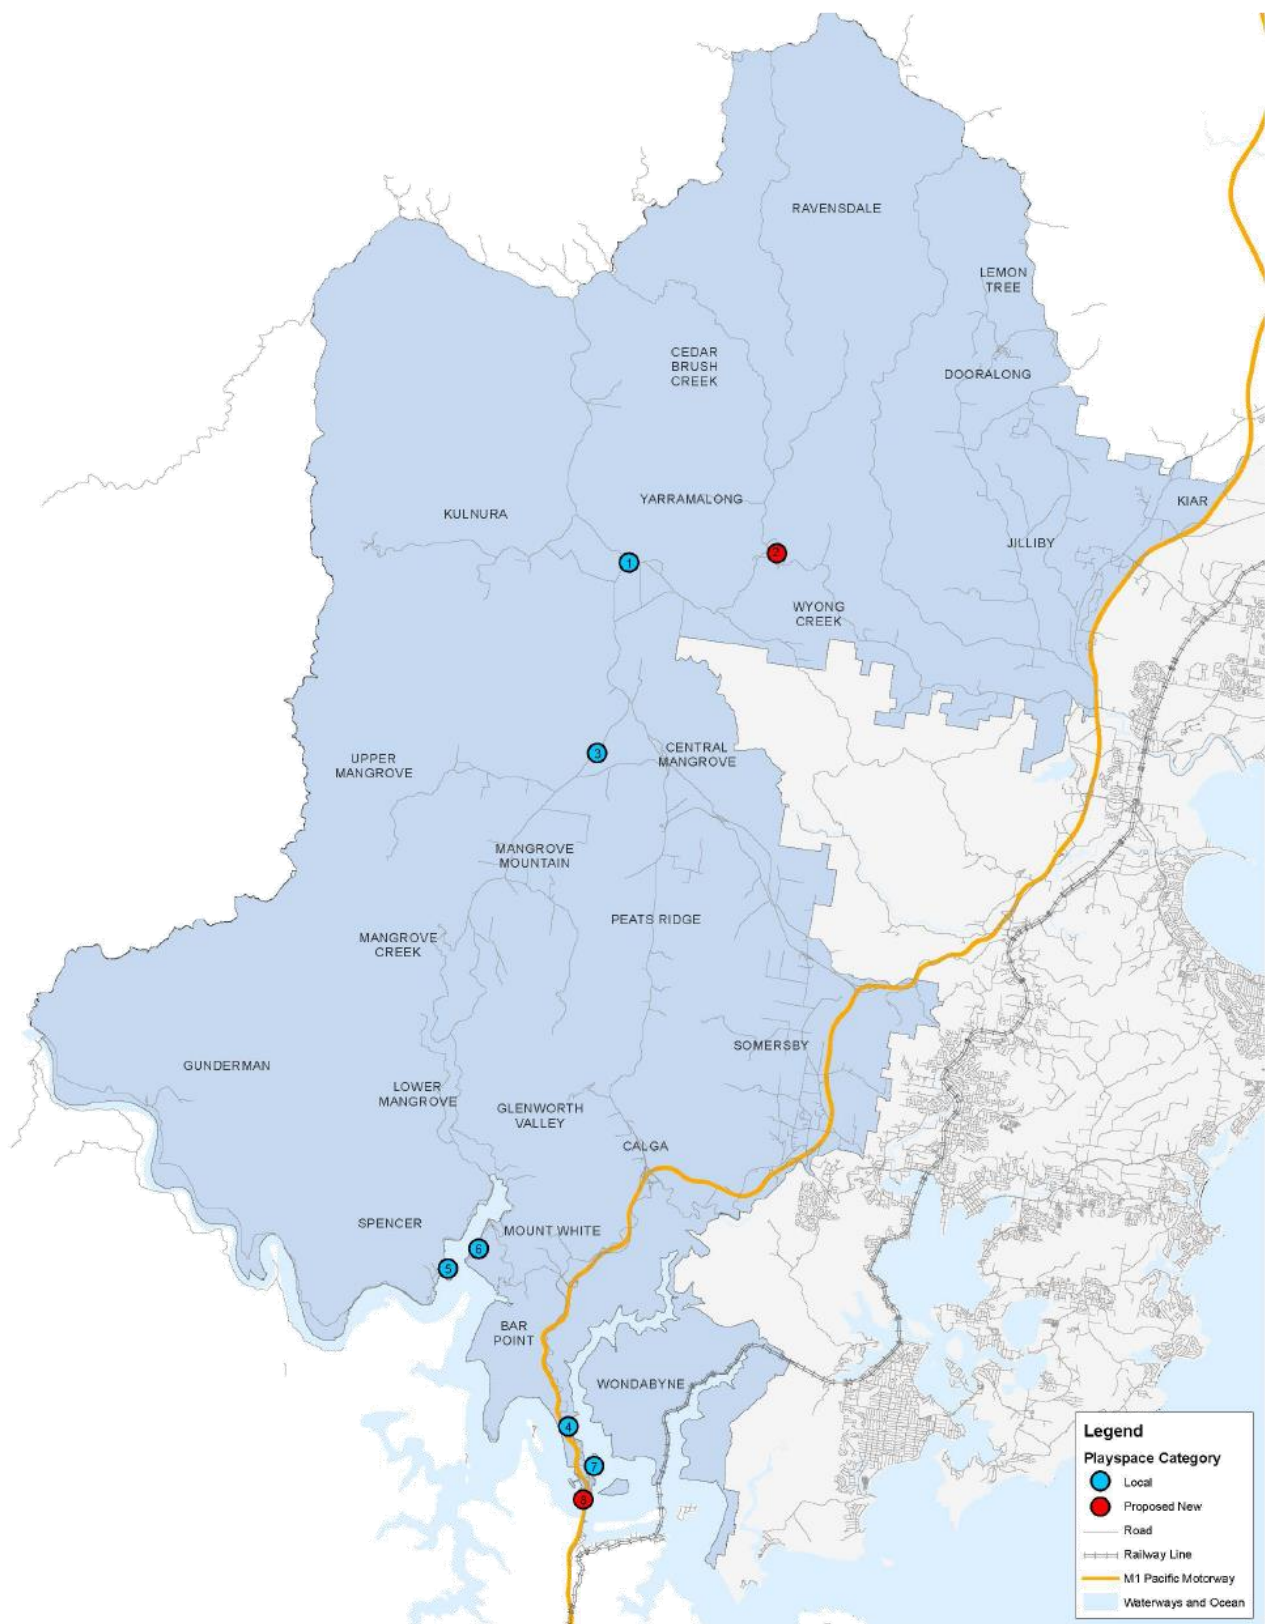 RAVENSDALE
LEMON
TREE
CEDAR
BRUSH
CREEK
DOORALONG
YARRAMALONG
KIAR
KULNURA
JILLIBY
2
1
WYONG
CREEK
3
CENTRAL
MANGROVE
UPPER
MANGROVE
MANGROVE
MOUNTAIN
PEATS RIDGE
MANGROVE
CREEK
SOMERSBY
GUNDERMAN
LOWER
MANGROVE
GLENWORTH
VALLEY
CALGA
SPENCER
MOUNT WHITE
6
5
BAR
POINT
WONDABYNE
4
7
8
Legend
Playspace Category
Local
Proposed New
Road
Railway Line
M1 Pacific Motorway
Waterways and Ocean